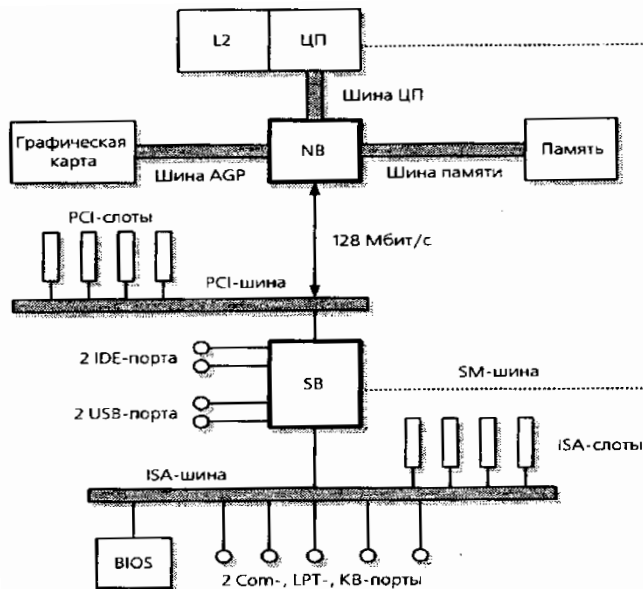 L2
ЦП
Шина ЦП
Графическая
карта
NB
Память
Шина AGP
Шина памяти
PCI-слоты
128 Мбит/с
PCI-шина
2 IDE-порта
SB
SM-шина
2 USB-порта
iSA-слоты
ISA-шина
BIOS
2 Com-, LPT-, KB-порты